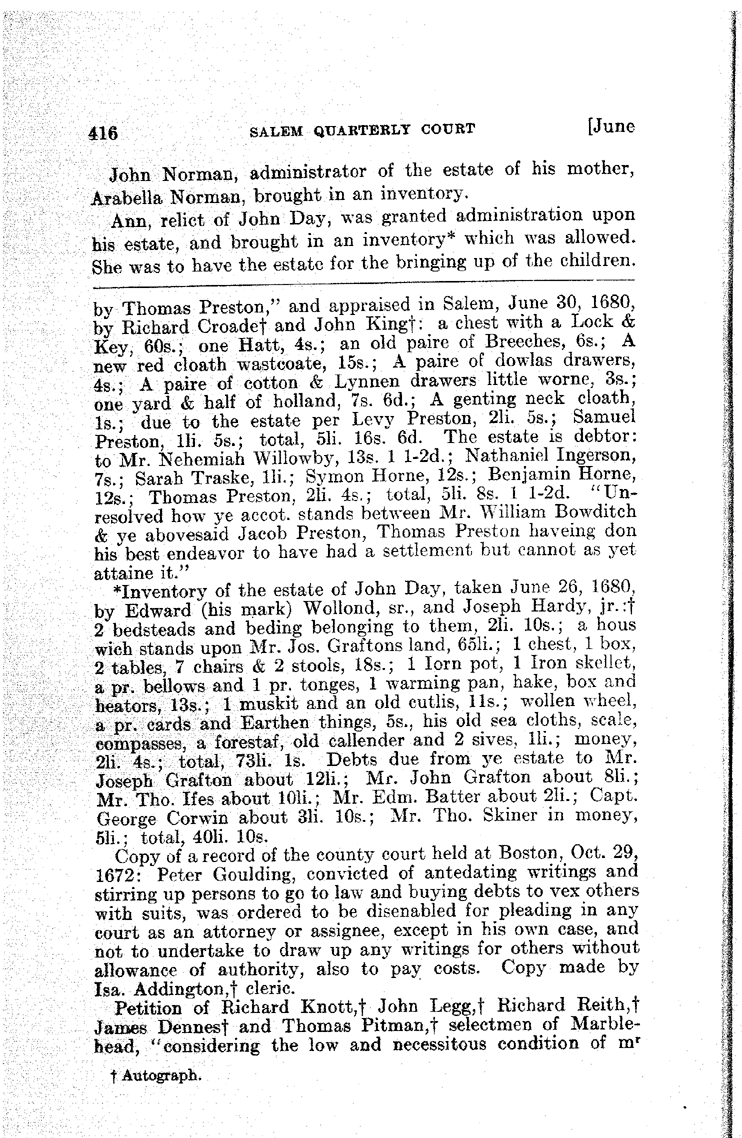 416 SALEM QUARTERLY COURT [June
John Norman, administrator of the estate of his mother,
Arabella Norman, brought in an inventory.
Ann, relict of John Day, was granted administration upon
his estate, and brought in an inventory* which was allowed.
She was to have the estate for the bringing up of the children.
by Thomas Preston," and appraised in Salem, June 30, 1680,
by Richard Croade† and John King†: a chest with a Lock &
Key, 60s.; one Hatt, 4s.; an old paire of Breeches, 6s.; A
new red cloath wastcoate, 15s.; A paire of dowlas drawers,
4s.; A paire of cotton & Lynnen drawers little worne, 3s.;
one yard & half of holland, 7s. 6d.; A genting neck cloath,
1s.; due to the estate per Levy Preston, 2li. 5s.; Samuel
Preston, 1li. 5s.; total, 5li. 16s. 6d. The estate is debtor:
to Mr. Nehemiah Willowby, 13s. 1 1-2d.; Nathaniel Ingerson,
7s.; Sarah Traske, 1li.; Symon Horne, 12s.; Benjamin Horne,
12s.; Thomas Preston, 2li. 4s.; total, 5li. 8s. 1 1-2d. "Un-
resolved how ye accot. stands between Mr. William Bowditch
& ye abovesaid Jacob Preston, Thomas Preston haveing don
his best endeavor to have had a settlement but cannot as yet
attaine it."
*Inventory of the estate of John Day, taken June 26, 1680,
by Edward (his mark) Wollond, sr., and Joseph Hardy, jr.:†
2 bedsteads and beding belonging to them, 2li. 10s.; a hous
wich stands upon Mr. Jos. Graftons land, 65li.; 1 chest, 1 box,
2 tables, 7 chairs & 2 stools, 18s.; 1 Iorn pot, 1 Iron skellet,
a pr. bellows and 1 pr. tonges, 1 warming pan, hake, box and
heators, 13s.; 1 muskit and an old cutlis, 11s.; wollen wheel,
a pr. cards and Earthen things, 5s., his old sea cloths, scale,
compasses, a forestaf, old callender and 2 sives, 1li.; money,
2li. 4s.; total, 73li. 1s. Debts due from ye estate to Mr.
Joseph Grafton about 12li.; Mr. John Grafton about 8li.;
Mr. Tho. Ifes about 10li.; Mr. Edm. Batter about 2li.; Capt.
George Corwin about 3li. 10s.; Mr. Tho. Skiner in money,
5li.; total, 40li. 10s.
Copy of a record of the county court held at Boston, Oct. 29,
1672: Peter Goulding, convicted of antedating writings and
stirring up persons to go to law and buying debts to vex others
with suits, was ordered to be disenabled for pleading in any
court as an attorney or assignee, except in his own case, and
not to undertake to draw up any writings for others without
allowance of authority, also to pay costs. Copy made by
Isa. Addington,† cleric.
Petition of Richard Knott,† John Legg,† Richard Reith,†
James Dennes† and Thomas Pitman,† selectmen of Marble-
head, "considering the low and necessitous condition of mʳ
† Autograph.